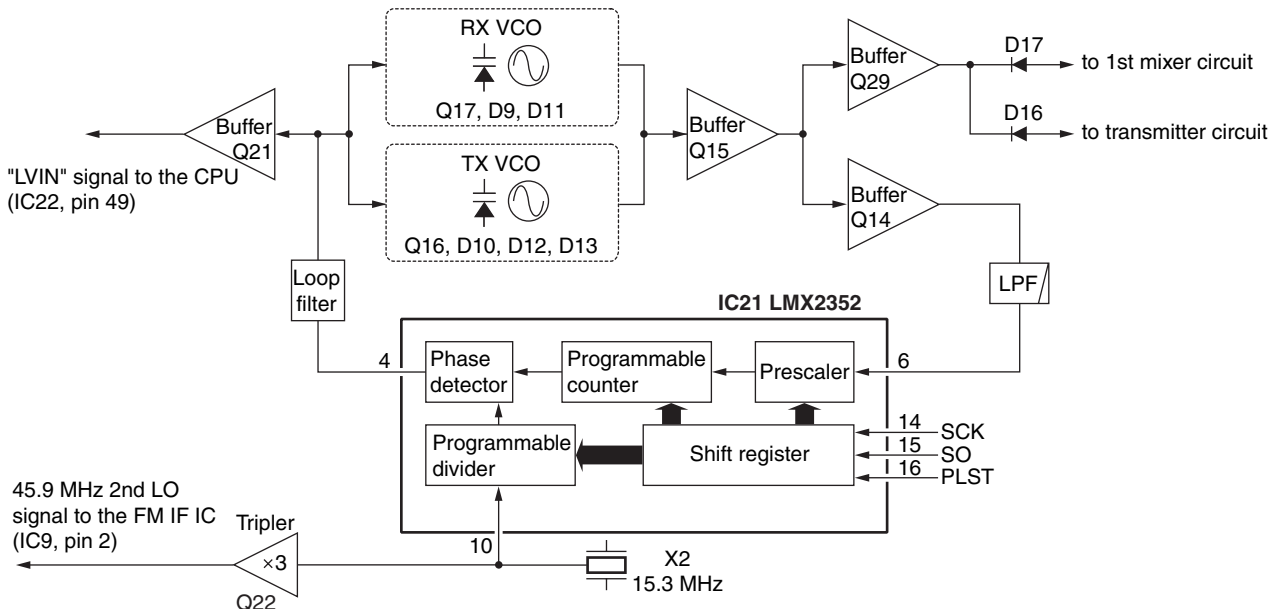 RX VCO
Q17, D9, D11
Buffer
Q21
"LVIN" signal to the CPU
(IC22, pin 49)
TX VCO
Q16, D10, D12, D13
Buffer
Q15
Buffer
Q29
D17
to 1st mixer circuit
D16
to transmitter circuit
Buffer
Q14
Loop
filter
LPF
IC21 LMX2352
4
Phase
detector
Programmable
counter
Prescaler
6
Programmable
divider
Shift register
14
SCK
15
SO
16
PLST
45.9 MHz 2nd LO
signal to the FM IF IC
(IC9, pin 2)
Tripler
×3
Q22
10
X2
15.3 MHz